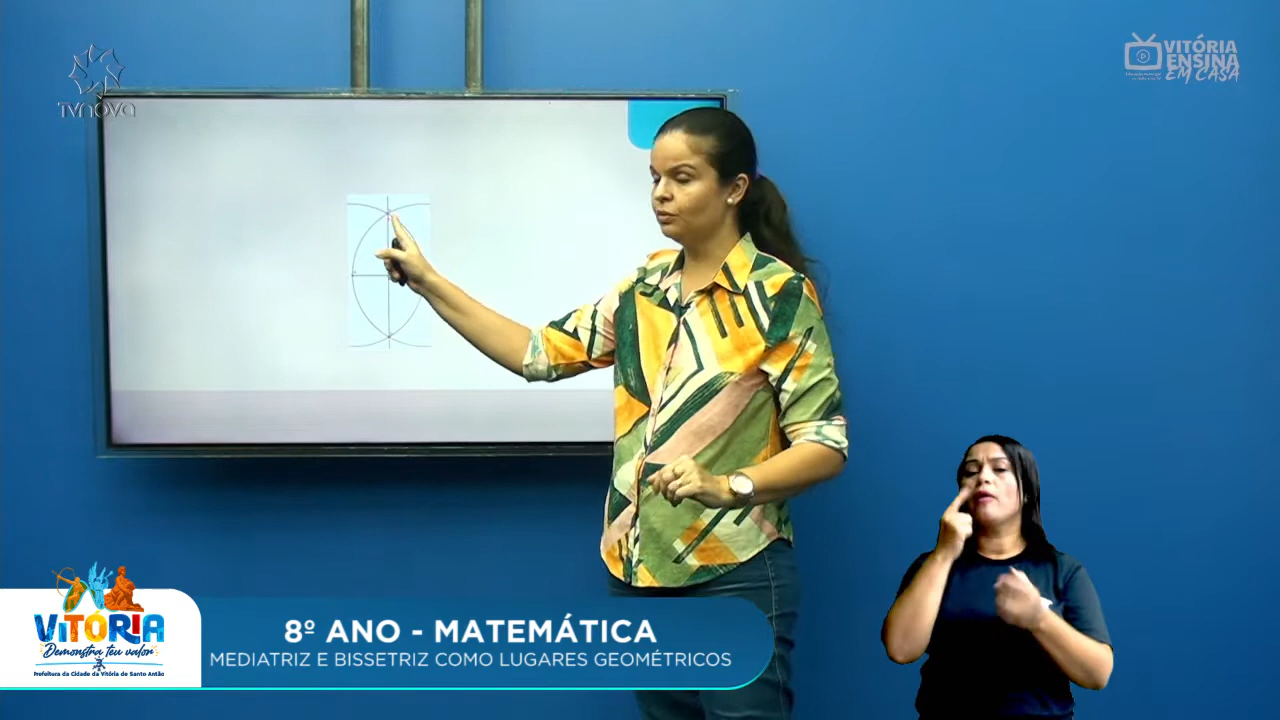 TVNOVA
VITÓRIA
ENSINA
EM CASA
VITÓRIA
Demonstra teu valor
Prefeitura da Cidade da Vitória de Santo Antão
8º ANO - MATEMÁTICA
MEDIATRIZ E BISSETRIZ COMO LUGARES GEOMÉTRICOS